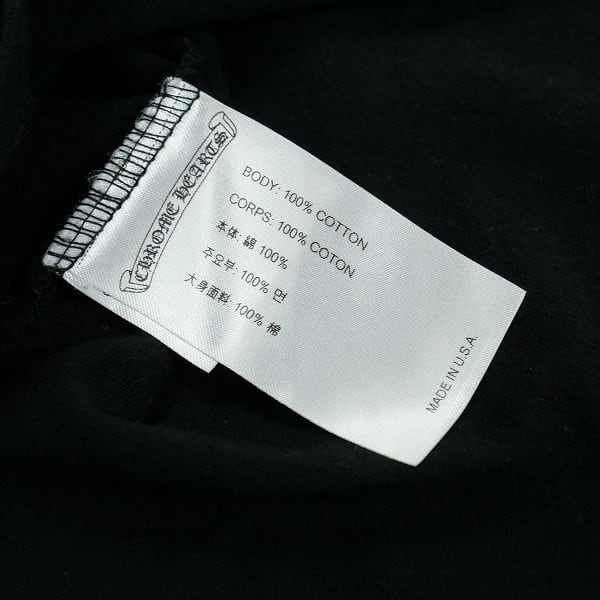 CHROME HEARTS
BODY: 100% COTTON
CORPS: 100% COTON
本体: 綿 100%
주요부: 100% 면
大身面料: 100% 棉
MADE IN U.S.A.